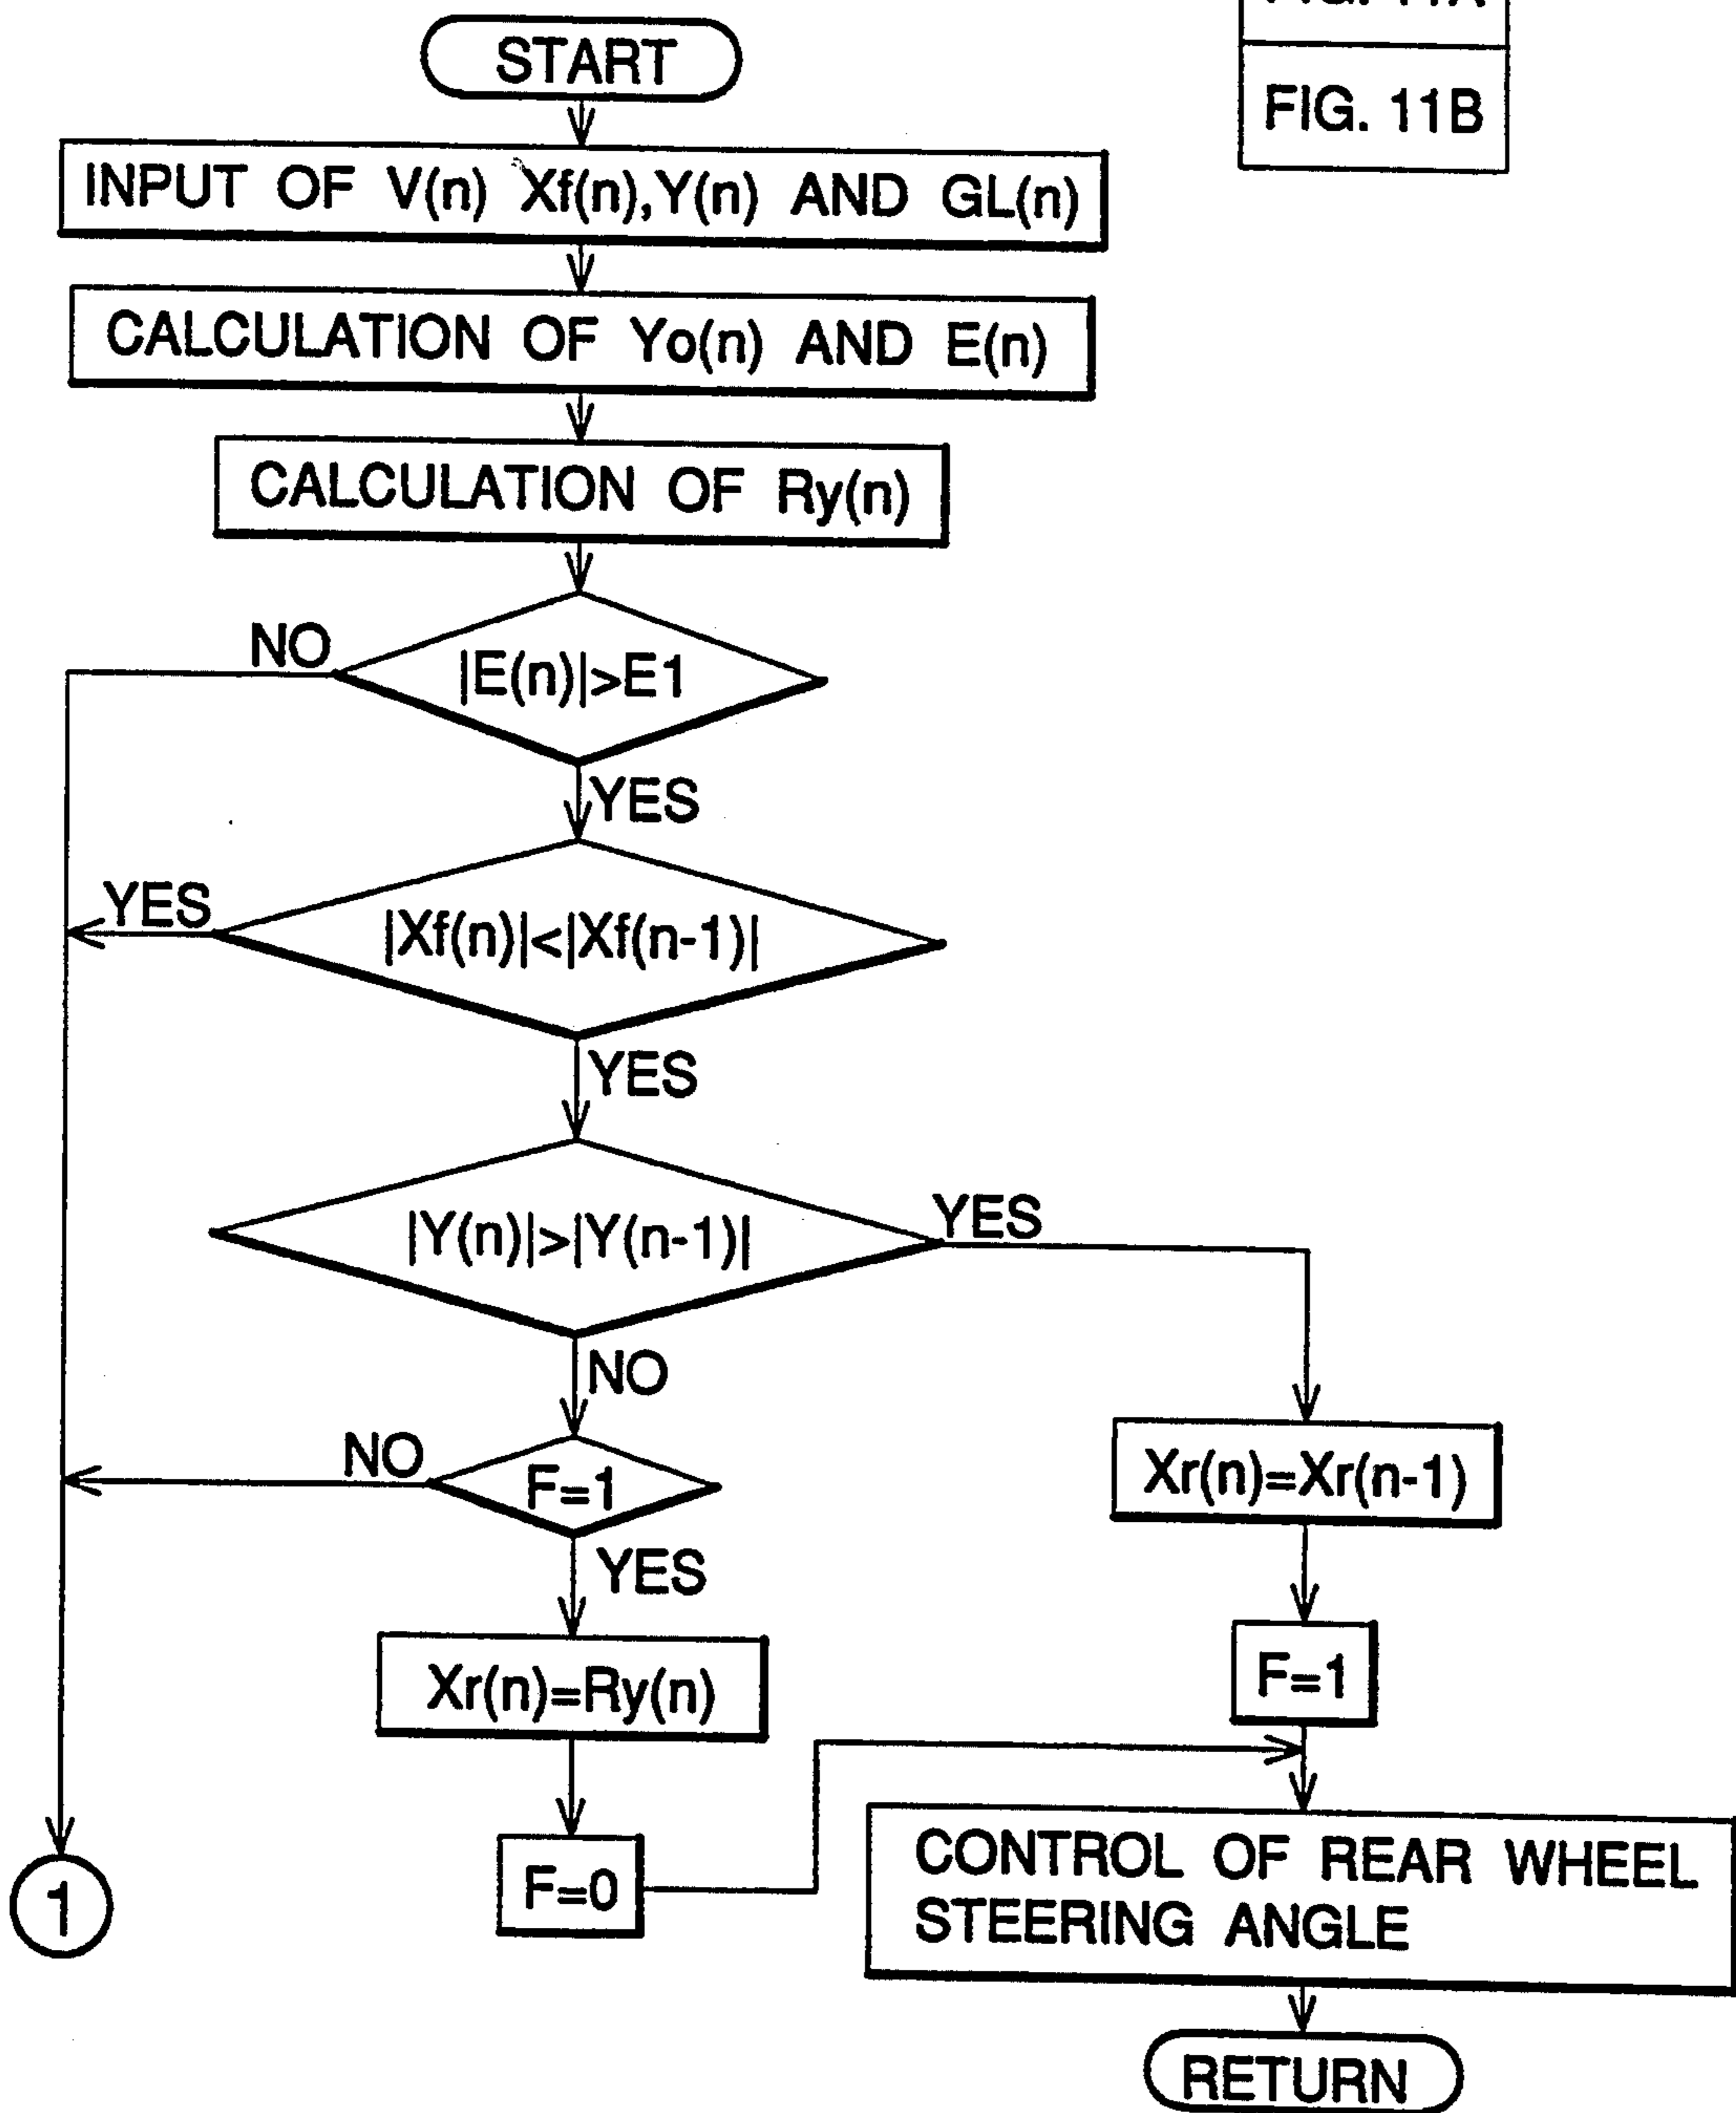 START
FIG. 11B
INPUT OF V(n) Xf(n),Y(n) AND GL(n)
CALCULATION OF Yo(n) AND E(n)
CALCULATION OF Ry(n)
NO
|E(n)|>E1
YES
YES
|Xf(n)|<|Xf(n-1)|
YES
|Y(n)|>|Y(n-1)|
YES
NO
NO
F=1
Xr(n)=Xr(n-1)
YES
Xr(n)=Ry(n)
F=1
F=0
CONTROL OF REAR WHEEL
STEERING ANGLE
1
RETURN